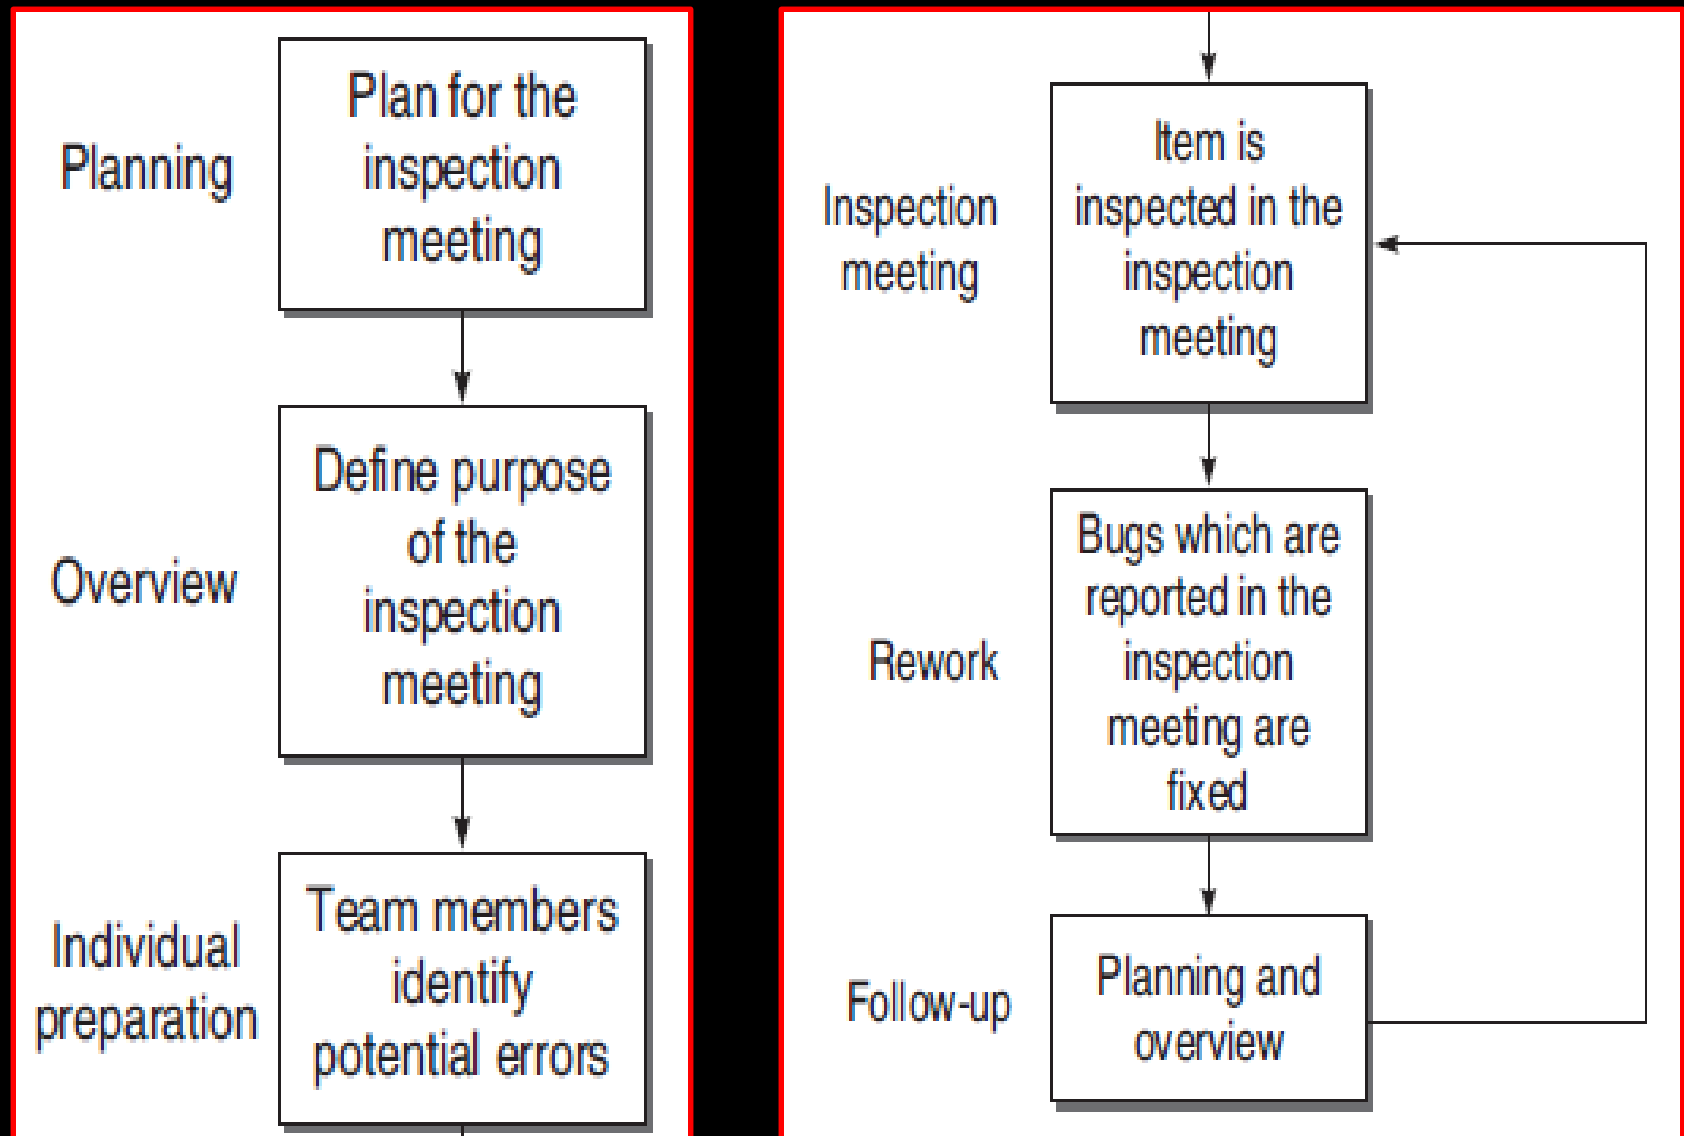 Planning
Plan for the
inspection
meeting
Overview
Define purpose
of the
inspection
meeting
Individual
preparation
Team members
identify
potential errors
Inspection
meeting
Item is
inspected in the
inspection
meeting
Rework
Bugs which are
reported in the
inspection
meeting are
fixed
Follow-up
Planning and
overview